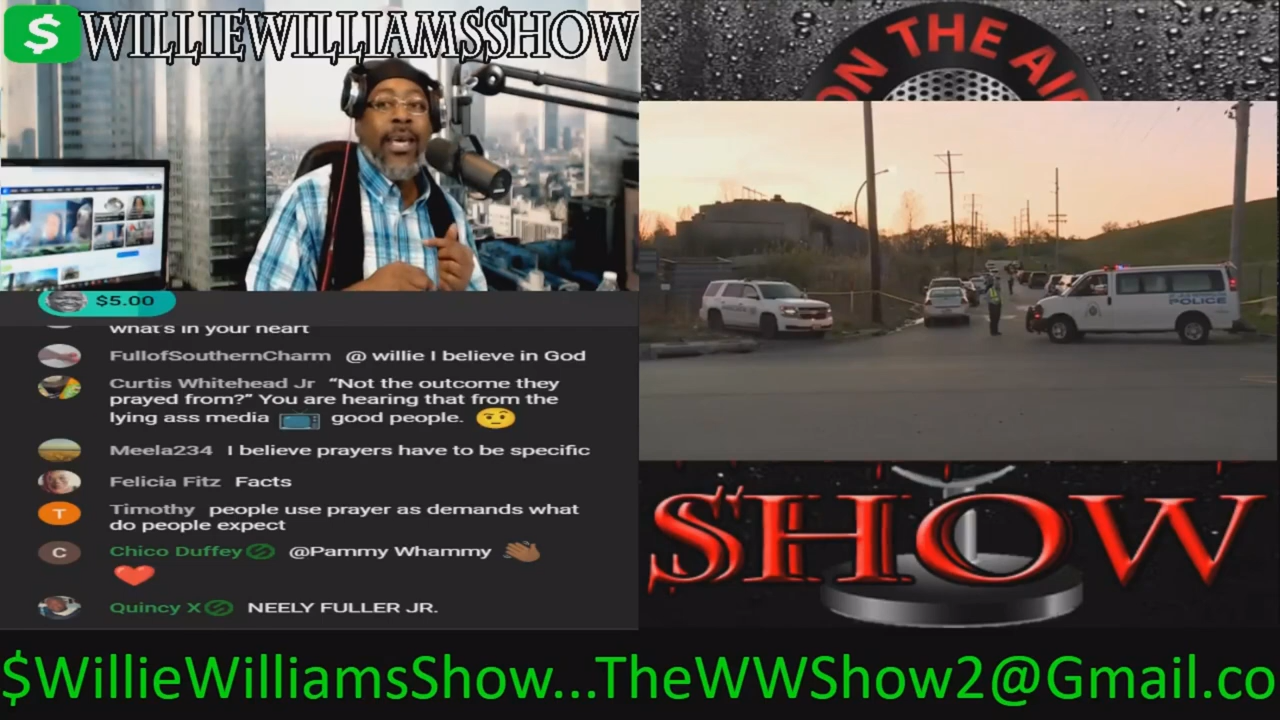 $ WILLIEWILLIAMSSHOW
ON THE AI
$5.00
what's in your heart
FullofSouthernCharm @ willie I believe in God
Curtis Whitehead Jr “Not the outcome they
prayed from?” You are hearing that from the
lying ass media 📺 good people. 🤨
Meela234 I believe prayers have to be specific
Felicia Fitz Facts
T Timothy people use prayer as demands what
do people expect
C Chico Duffey @Pammy Whammy 👋🏾
❤️
Quincy X NEELY FULLER JR.
POLICE
SHOW
$WillieWilliamsShow...TheWWShow2@Gmail.co